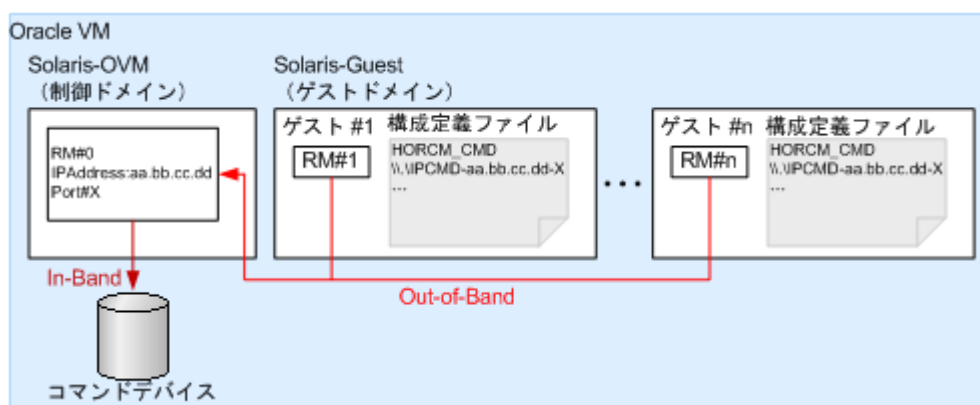 Oracle VM
Solaris-OVM
（制御ドメイン）
RM#0
IPAddress:aa.bb.cc.dd
Port#X
In-Band
コマンドデバイス
Solaris-Guest
（ゲストドメイン）
ゲスト #1
構成定義ファイル
RM#1
HORCM_CMD
\\.\IPCMD-aa.bb.cc.dd-X
...
•••
ゲスト #n
構成定義ファイル
RM#n
HORCM_CMD
\\.\IPCMD-aa.bb.cc.dd-X
...
Out-of-Band